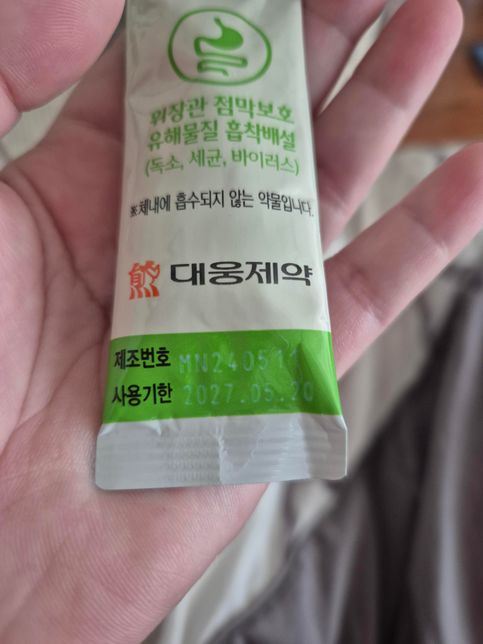 위장관 점막보호
유해물질 흡착배설
(독소, 세균, 바이러스)
※체내에 흡수되지 않는 약물입니다.
대웅제약
제조번호 MN240511
사용기한 2027.05.20